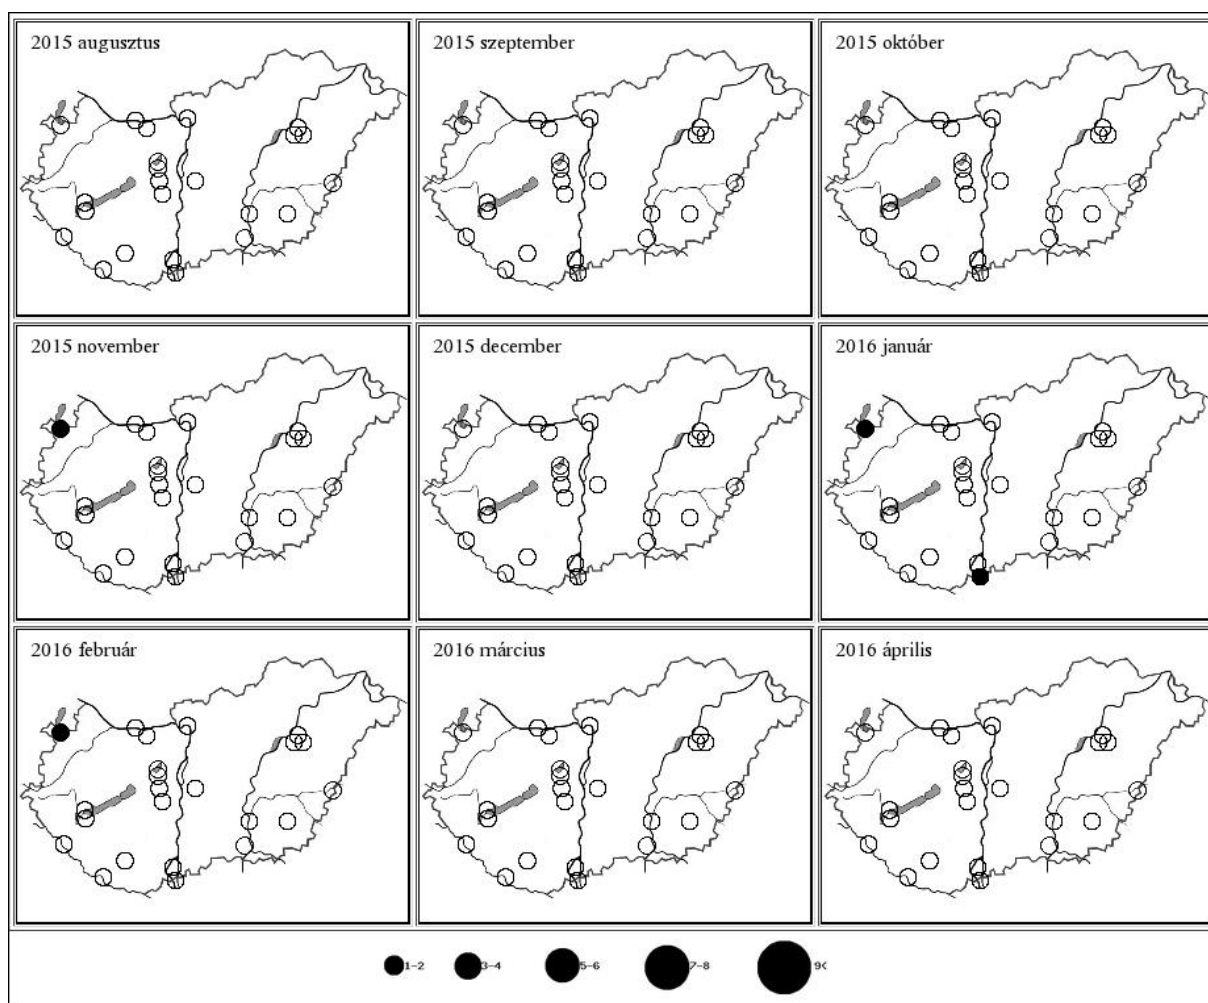 2015 augusztus
2015 szeptember
2015 október
2015 november
2015 december
2016 január
2016 február
2016 március
2016 április
1-2
3-4
5-6
7-8
9<